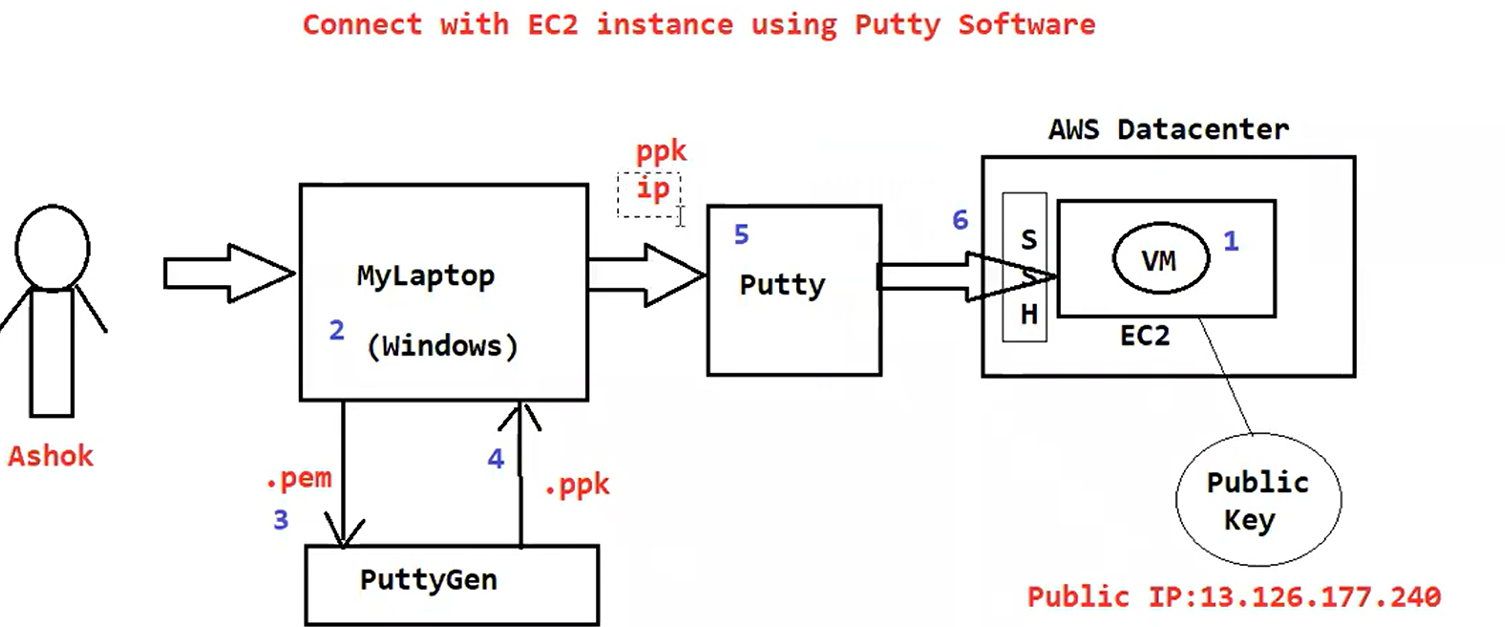 Connect with EC2 instance using Putty Software
AWS Datacenter
ppk
ip
6
S
S
H
5
1
VM
MyLaptop
Putty
2
(Windows)
EC2
Ashok
4
.pem
.ppk
3
Public
Key
PuttyGen
Public IP:13.126.177.240